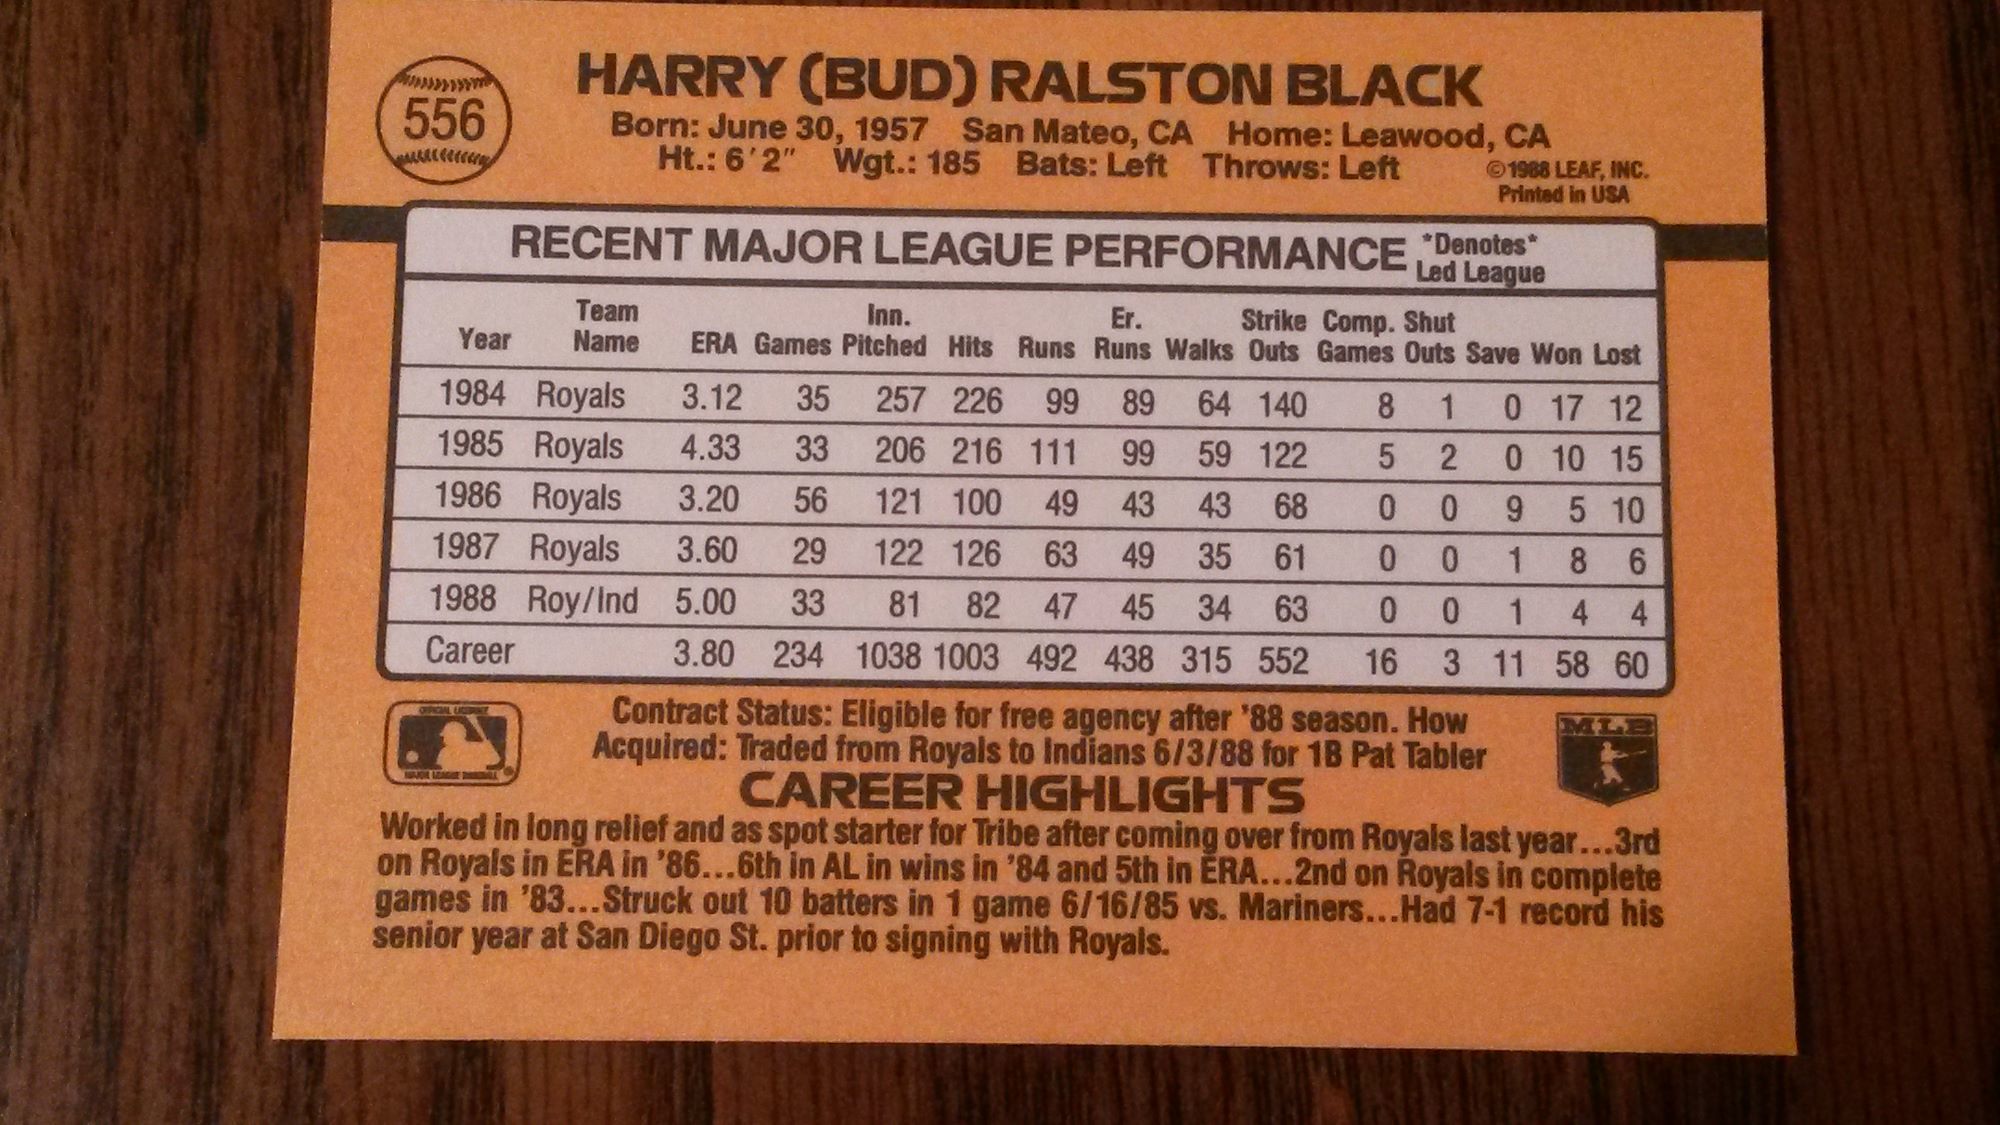 556
HARRY (BUD) RALSTON BLACK
Born: June 30, 1957 San Mateo, CA Home: Leawood, CA
Ht.: 6'2" Wgt.: 185 Bats: Left Throws: Left
©1988 LEAF, INC.
Printed in USA
RECENT MAJOR LEAGUE PERFORMANCE *Denotes*
Led League
Year Team Name ERA Games Inn. Pitched Hits Runs Er. Runs Walks Strike Outs Comp. Games Shut Outs Save Won Lost
1984 Royals 3.12 35 257 226 99 89 64 140 8 1 0 17 12
1985 Royals 4.33 33 206 216 111 99 59 122 5 2 0 10 15
1986 Royals 3.20 56 121 100 49 43 43 68 0 0 9 5 10
1987 Royals 3.60 29 122 126 63 49 35 61 0 0 1 8 6
1988 Roy/Ind 5.00 33 81 82 47 45 34 63 0 0 1 4 4
Career 3.80 234 1038 1003 492 438 315 552 16 3 11 58 60
Contract Status: Eligible for free agency after '88 season. How
Acquired: Traded from Royals to Indians 6/3/88 for 1B Pat Tabler
MLB
CAREER HIGHLIGHTS
Worked in long relief and as spot starter for Tribe after coming over from Royals last year...3rd
on Royals in ERA in '86...6th in AL in wins in '84 and 5th in ERA...2nd on Royals in complete
games in '83...Struck out 10 batters in 1 game 6/16/85 vs. Mariners...Had 7-1 record his
senior year at San Diego St. prior to signing with Royals.